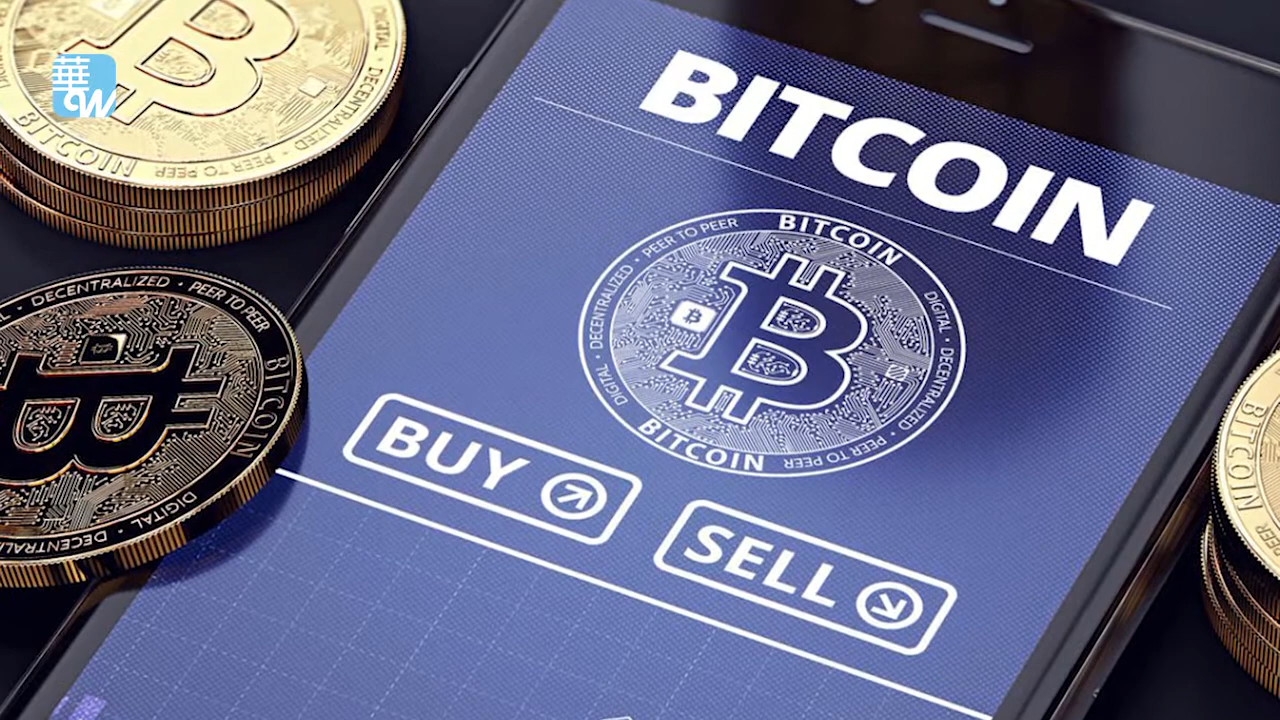 華
W
BITCOIN
BITCOIN
PEER TO PEER
DECENTRALIZED
DIGITAL
DIGITAL
DECENTRALIZED
PEER TO PEER
BITCOIN
BUY
SELL
DIGITAL · DECENTRALIZED · PEER TO PEER · BITCOIN
DECENTRALIZED · PEER TO PEER
BITCOIN
DIGITAL
BITCOIN